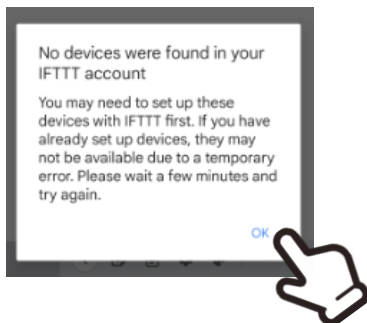 No devices were found in your
IFTTT account
You may need to set up these
devices with IFTTT first. If you have
already set up devices, they may
not be available due to a temporary
error. Please wait a few minutes and
try again.
OK